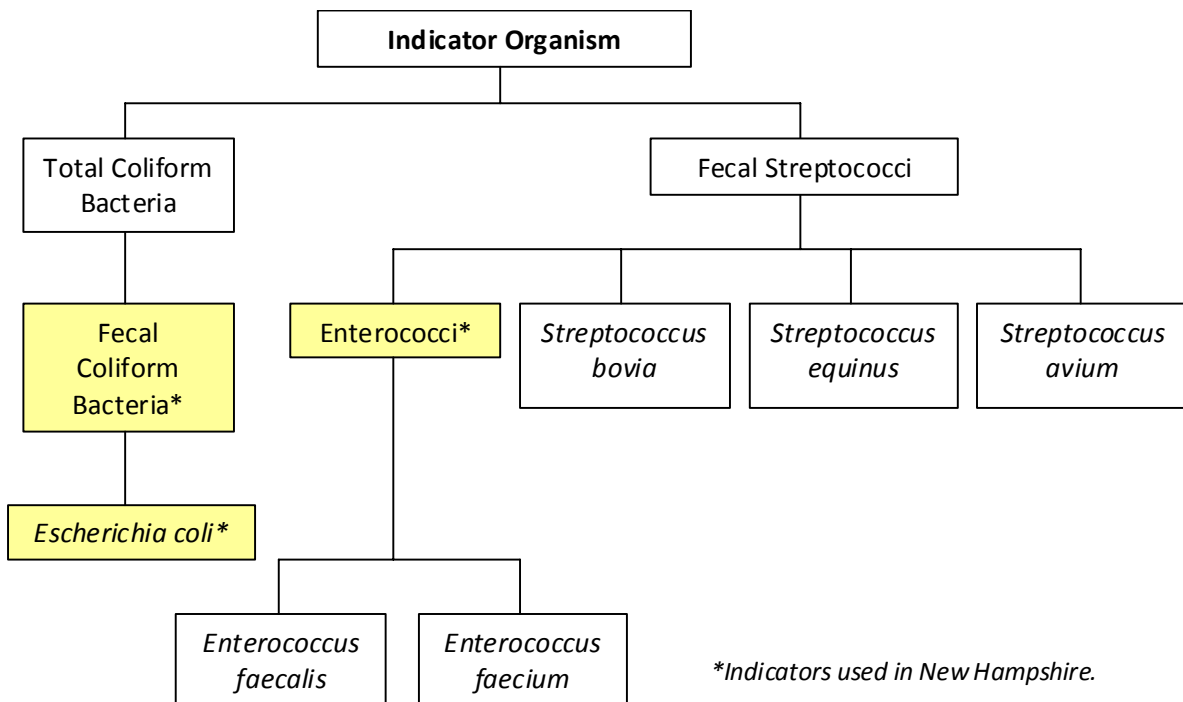 Indicator Organism
Total Coliform
Bacteria
Fecal Streptococci
Fecal
Coliform
Bacteria*
Enterococci*
Streptococcus
bovia
Streptococcus
equinus
Streptococcus
avium
Escherichia coli*
Enterococcus
faecalis
Enterococcus
faecium
*Indicators used in New Hampshire.